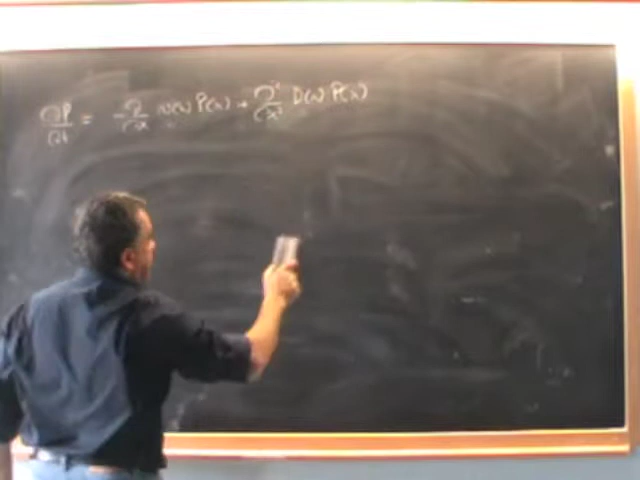 ∂P/∂t = -∂/∂x v(x) P(x) + ∂²/∂x² D(x) P(x)